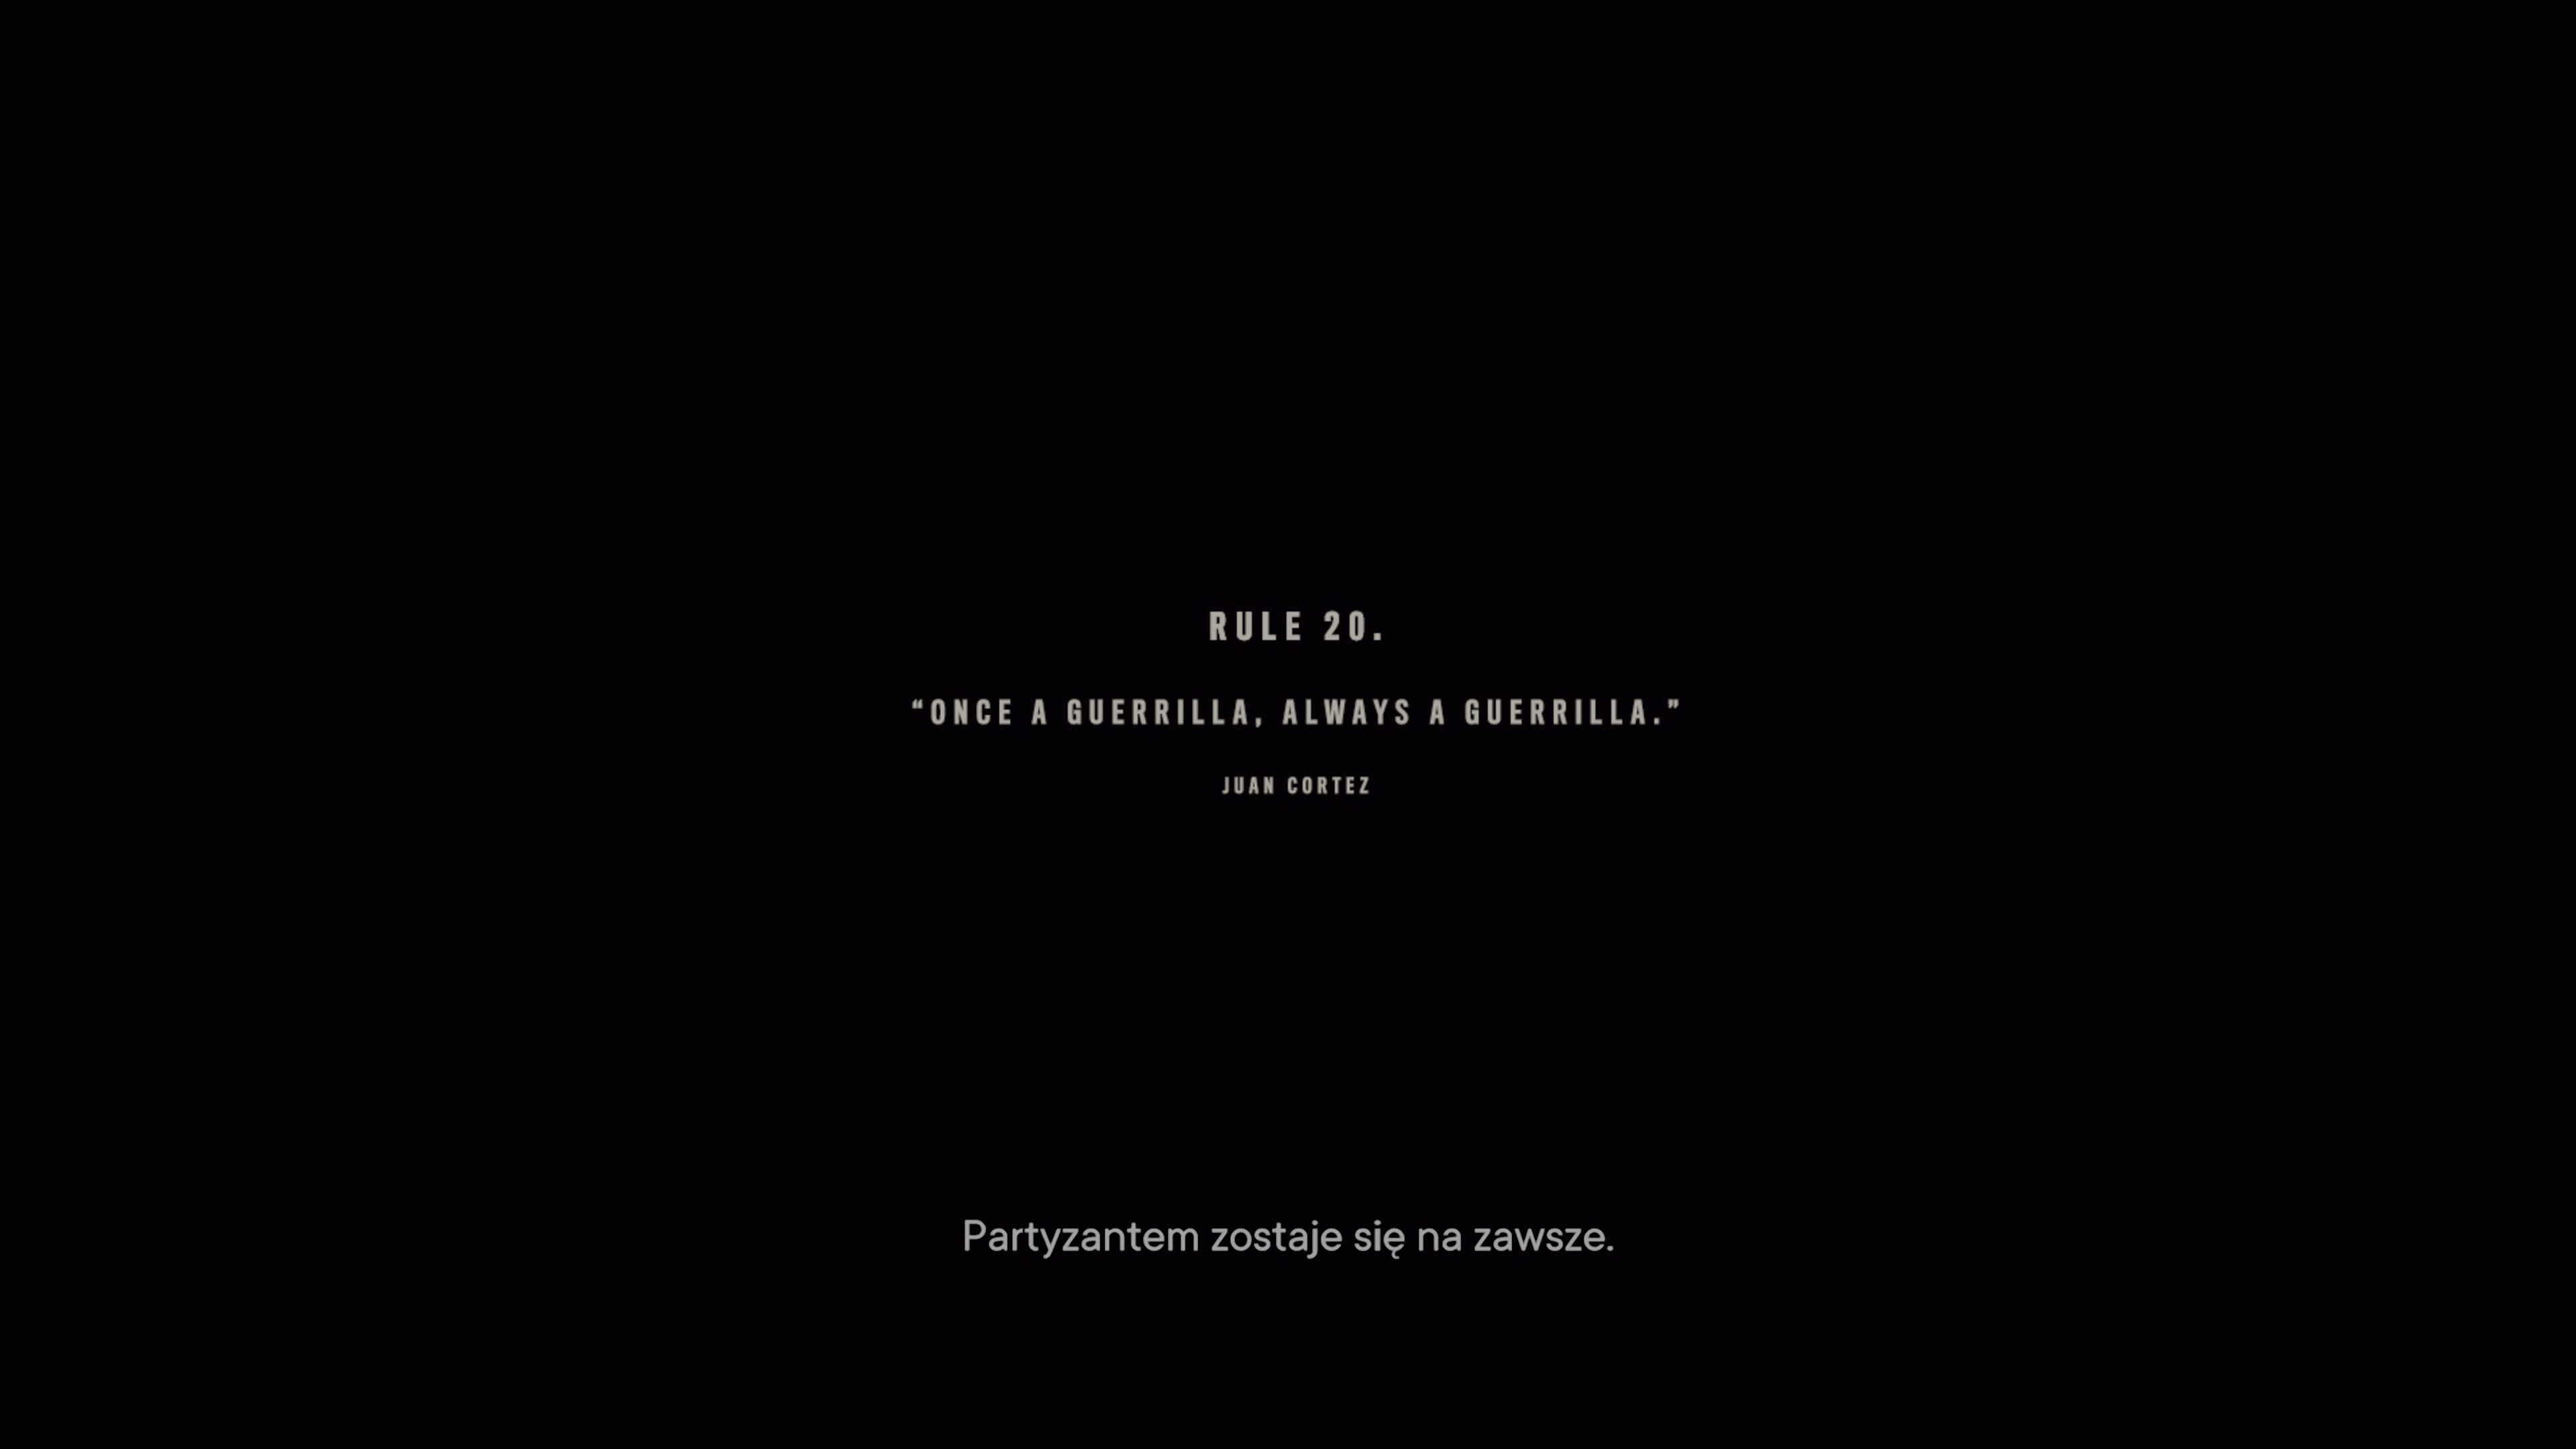 RULE 20.
“ONCE A GUERRILLA, ALWAYS A GUERRILLA.”
JUAN CORTEZ
Partyzantem zostaje się na zawsze.